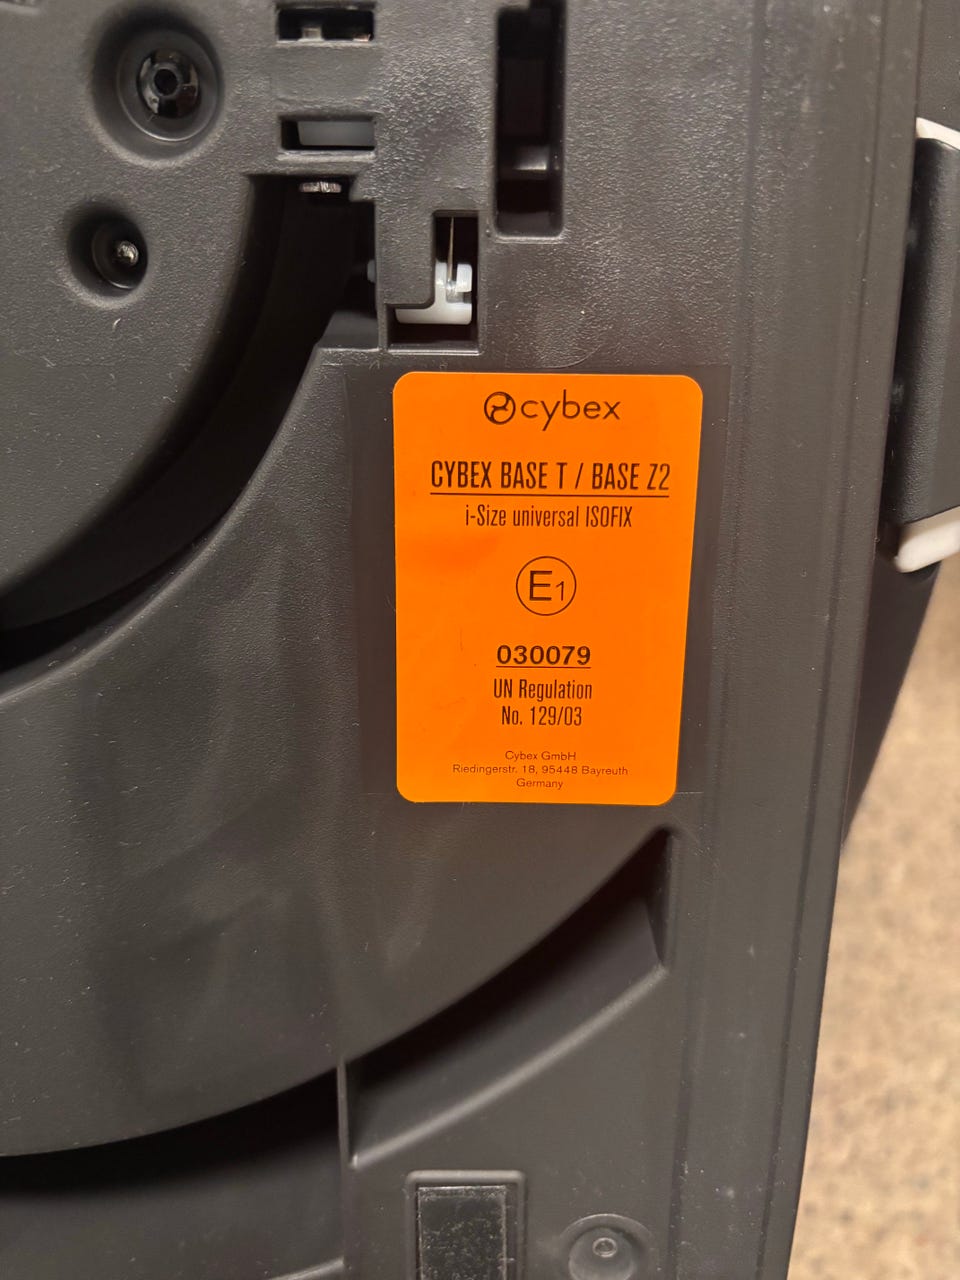 cybex
CYBEX BASE T / BASE Z2
i-Size universal ISOFIX
E1
030079
UN Regulation
No. 129/03
Cybex GmbH
Riedingerstr. 18, 95448 Bayreuth
Germany